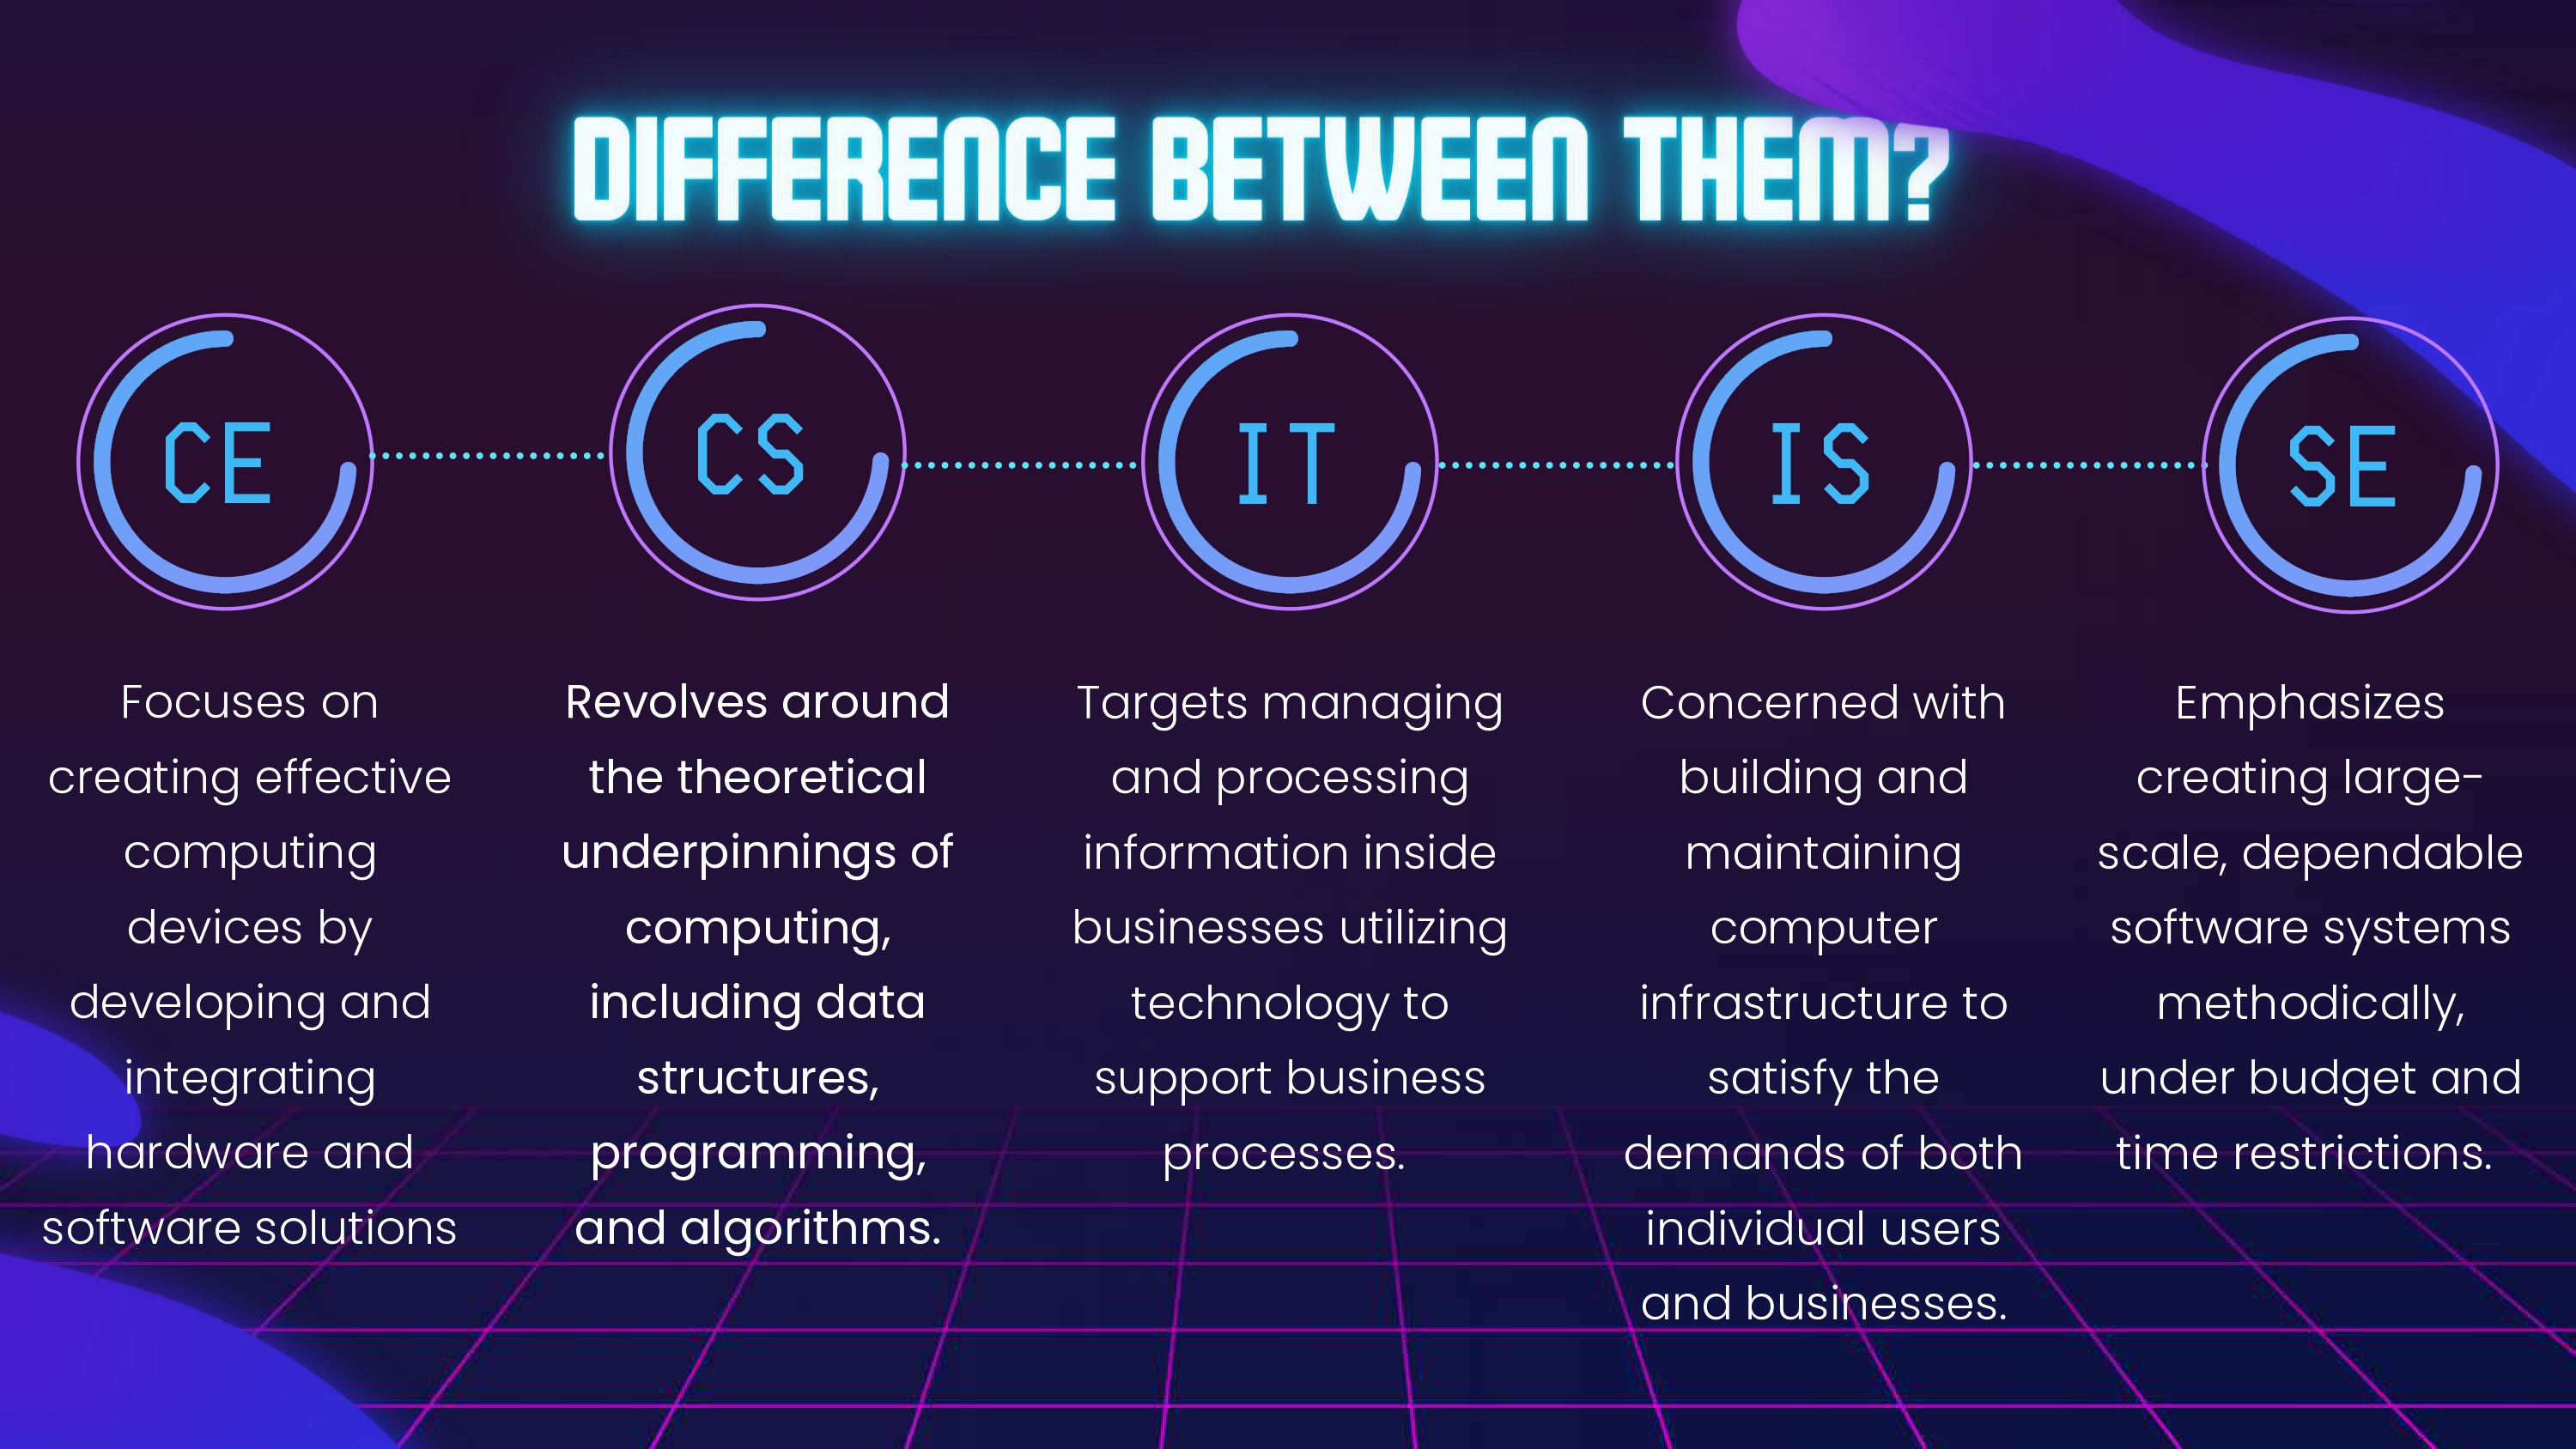 DIFFERENCE BETWEEN THEM?
CE
CS
IT
IS
SE
Focuses on
creating effective
computing
devices by
developing and
integrating
hardware and
software solutions
Revolves around
the theoretical
underpinnings of
computing,
including data
structures,
programming,
and algorithms.
Targets managing
and processing
information inside
businesses utilizing
technology to
support business
processes.
Concerned with
building and
maintaining
computer
infrastructure to
satisfy the
demands of both
individual users
and businesses.
Emphasizes
creating large-
scale, dependable
software systems
methodically,
under budget and
time restrictions.